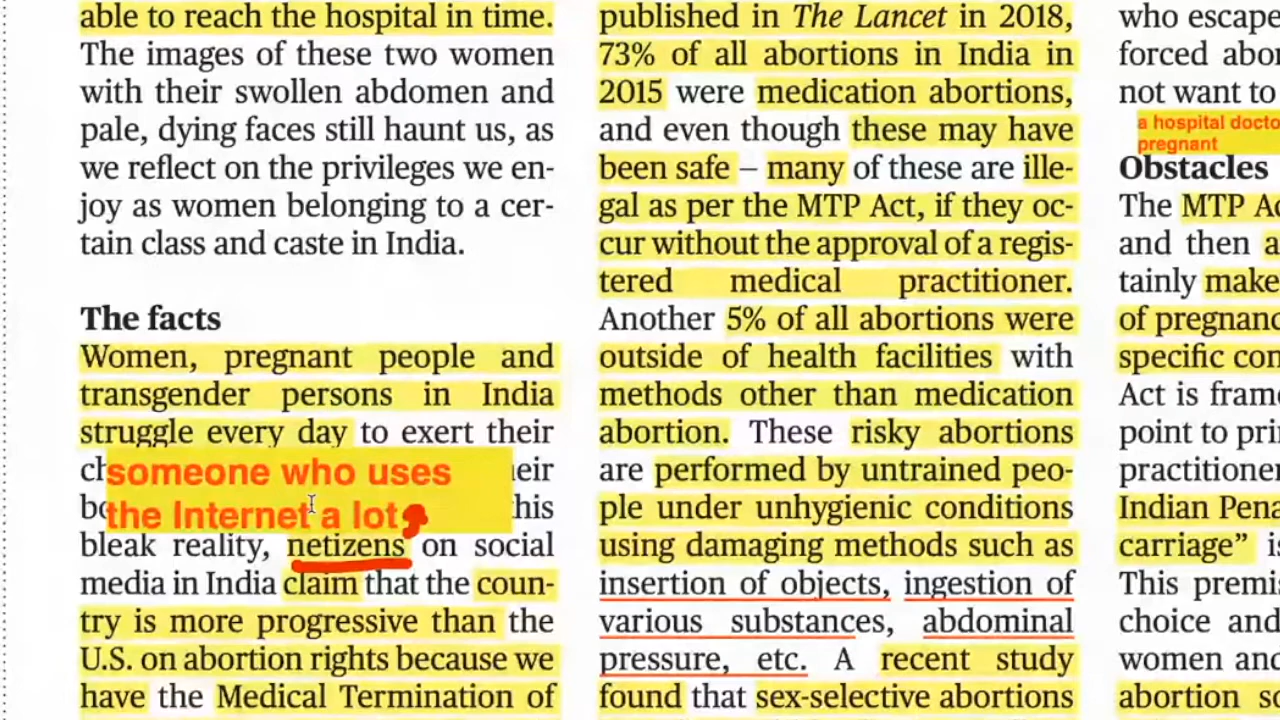 able to reach the hospital in time.
The images of these two women
with their swollen abdomen and
pale, dying faces still haunt us, as
we reflect on the privileges we en-
joy as women belonging to a cer-
tain class and caste in India.
The facts
Women, pregnant people and
transgender persons in India
struggle every day to exert their
ch
someone who uses
eir
bo
the Internet a lot
this
bleak reality, netizens on social
media in India claim that the coun-
try is more progressive than the
U.S. on abortion rights because we
have the Medical Termination of
published in The Lancet in 2018,
73% of all abortions in India in
2015 were medication abortions,
and even though these may have
been safe – many of these are ille-
gal as per the MTP Act, if they oc-
cur without the approval of a regis-
tered medical practitioner.
Another 5% of all abortions were
outside of health facilities with
methods other than medication
abortion. These risky abortions
are performed by untrained peo-
ple under unhygienic conditions
using damaging methods such as
insertion of objects, ingestion of
various substances, abdominal
pressure, etc. A recent study
found that sex-selective abortions
who escape
forced abor
not want to
a hospital docto
pregnant
Obstacles
The MTP Ac
and then a
tainly make
of pregnanc
specific con
Act is frame
point to pri
practitioner
Indian Pena
carriage” is
This premi
choice and
women and
abortion so